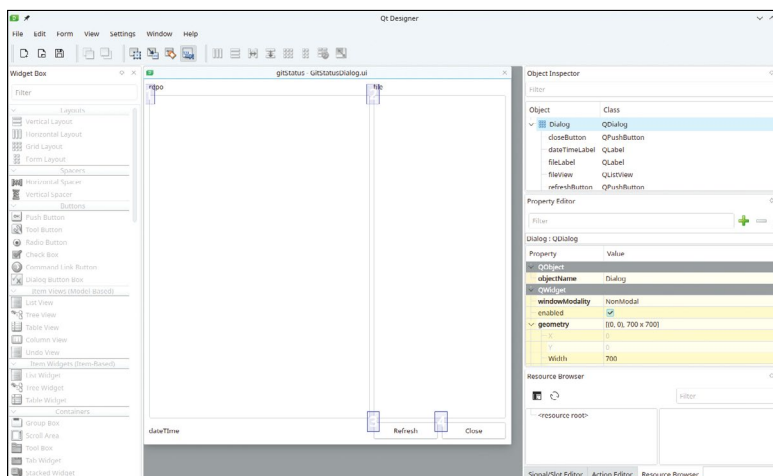 Qt Designer
File Edit Form View Settings Window Help
Widget Box
Filter
Layouts
Vertical Layout
Horizontal Layout
Grid Layout
Form Layout
Spacers
Horizontal Spacer
Vertical Spacer
Buttons
Push Button
Tool Button
Radio Button
Check Box
Command Link Button
Dialog Button Box
Item Views (Model-Based)
List View
Tree View
Table View
Column View
Undo View
Item Widgets (Item-Based)
List Widget
Tree Widget
Table Widget
Containers
Group Box
Scroll Area
Tool Box
Tab Widget
Stacked Widget
gitStatus - GitStatusDialog.ui
1 repo 2 file
dateTIme
3 Refresh 4 Close
Object Inspector
Filter
Object Class
Dialog QDialog
closeButton QPushButton
dateTimeLabel QLabel
fileLabel QLabel
fileView QListView
refreshButton QPushButton
Property Editor
Filter
Dialog : QDialog
Property Value
QObject
objectName Dialog
QWidget
windowModality NonModal
enabled
geometry [(0, 0), 700 x 700]
X 0
Y 0
Width 700
Resource Browser
Filter
<resource root>
Signal/Slot Editor Action Editor Resource Browser